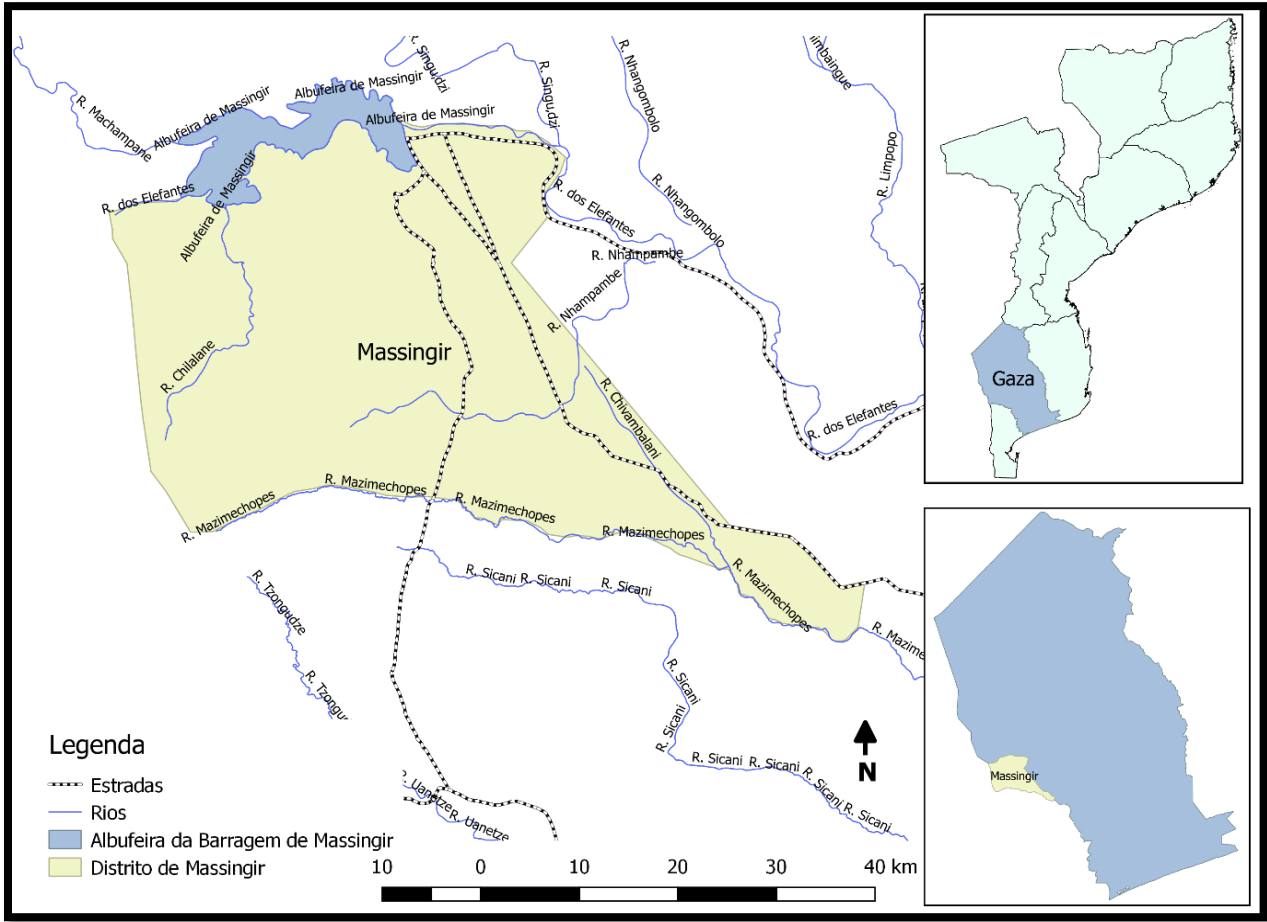 R. Singudzi
R. Singudzi
R. Nhangombolo
R. Machampane
Albufeira de Massingir
Albufeira de Massingir
Albufeira de Massingir
R. Limpopo
R. dos Elefantes
Albufeira de Massingir
R. dos Elefantes
R. Nhangombolo
R. Nhampambe
R. Nhampambe
Massingir
R. Chilalane
R. Chivambalani
R. dos Elefantes
R. Mazimechopes
R. Mazimechopes
R. Mazimechopes
R. Mazimechopes
R. Mazimechopes
R. Mazime
R. Sicani
R. Sicani
R. Sicani
R. Tzongudze
R. Tzongu
R. Sicani
R. Sicani
R. Sicani
R. Sicani
R. Sicani
R. Sicani
. Uanetze
R. Uanetze
N
Legenda
Estradas
Rios
Albufeira da Barragem de Massingir
Distrito de Massingir
10 0 10 20 30 40 km
Gaza
Massingir